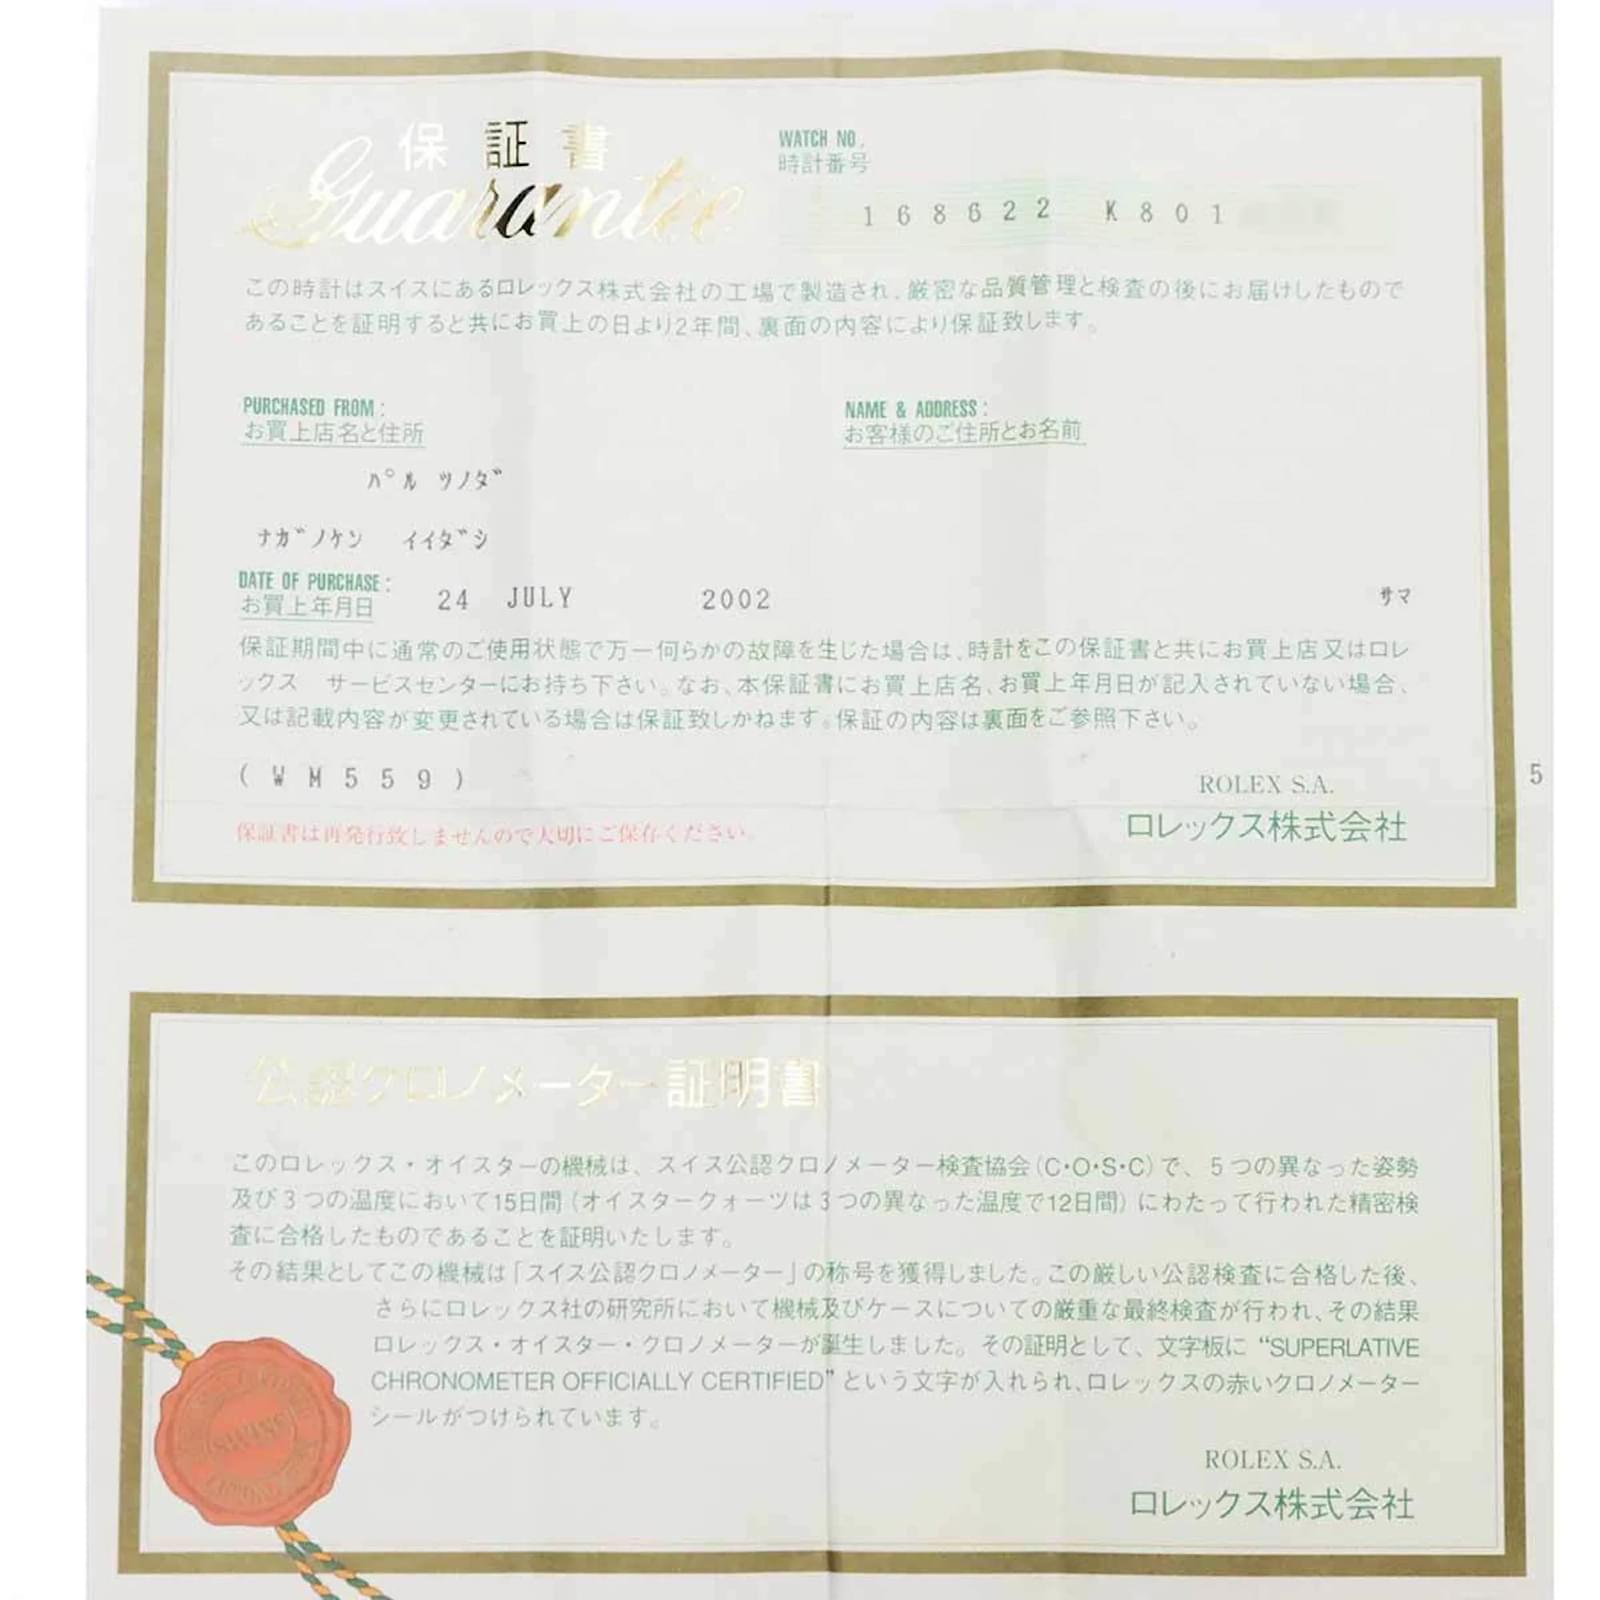 保証書
Guarantee
WATCH NO.
時計番号
168622 K801
この時計はスイスにあるロレックス株式会社の工場で製造され、厳密な品質管理と検査の後にお届けしたもので
あることを証明すると共にお買上の日より2年間、裏面の内容により保証致します。
PURCHASED FROM:
お買上店名と住所
NAME & ADDRESS:
お客様のご住所とお名前
ﾊﾟﾙ ﾂﾉﾀﾞ
ﾅｶﾞﾉｹﾝ ｲｲﾀﾞｼ
DATE OF PURCHASE:
お買上年月日
24 JULY 2002
ｻﾏ
保証期間中に通常のご使用状態で万一何らかの故障を生じた場合は、時計をこの保証書と共にお買上店又はロレ
ックス サービスセンターにお持ち下さい。なお、本保証書にお買上店名、お買上年月日が記入されていない場合、
又は記載内容が変更されている場合は保証致しかねます。保証の内容は裏面をご参照下さい。
(WM559)
5
ROLEX S.A.
ロレックス株式会社
保証書は再発行致しませんので大切にご保存ください。
公認クロノメーター証明書
このロレックス・オイスターの機械は、スイス公認クロノメーター検査協会(C・O・S・C)で、5つの異なった姿勢
及び3つの温度において15日間(オイスタークォーツは3つの異なった温度で12日間)にわたって行われた精密検
査に合格したものであることを証明いたします。
その結果としてこの機械は「スイス公認クロノメーター」の称号を獲得しました。この厳しい公認検査に合格した後、
さらにロレックス社の研究所において機械及びケースについての厳重な最終検査が行われ、その結果
ロレックス・オイスター・クロノメーターが誕生しました。その証明として、文字板に “SUPERLATIVE
CHRONOMETER OFFICIALLY CERTIFIED” という文字が入れられ、ロレックスの赤いクロノメーター
シールがつけられています。
SWISS
ROLEX S.A.
ロレックス株式会社